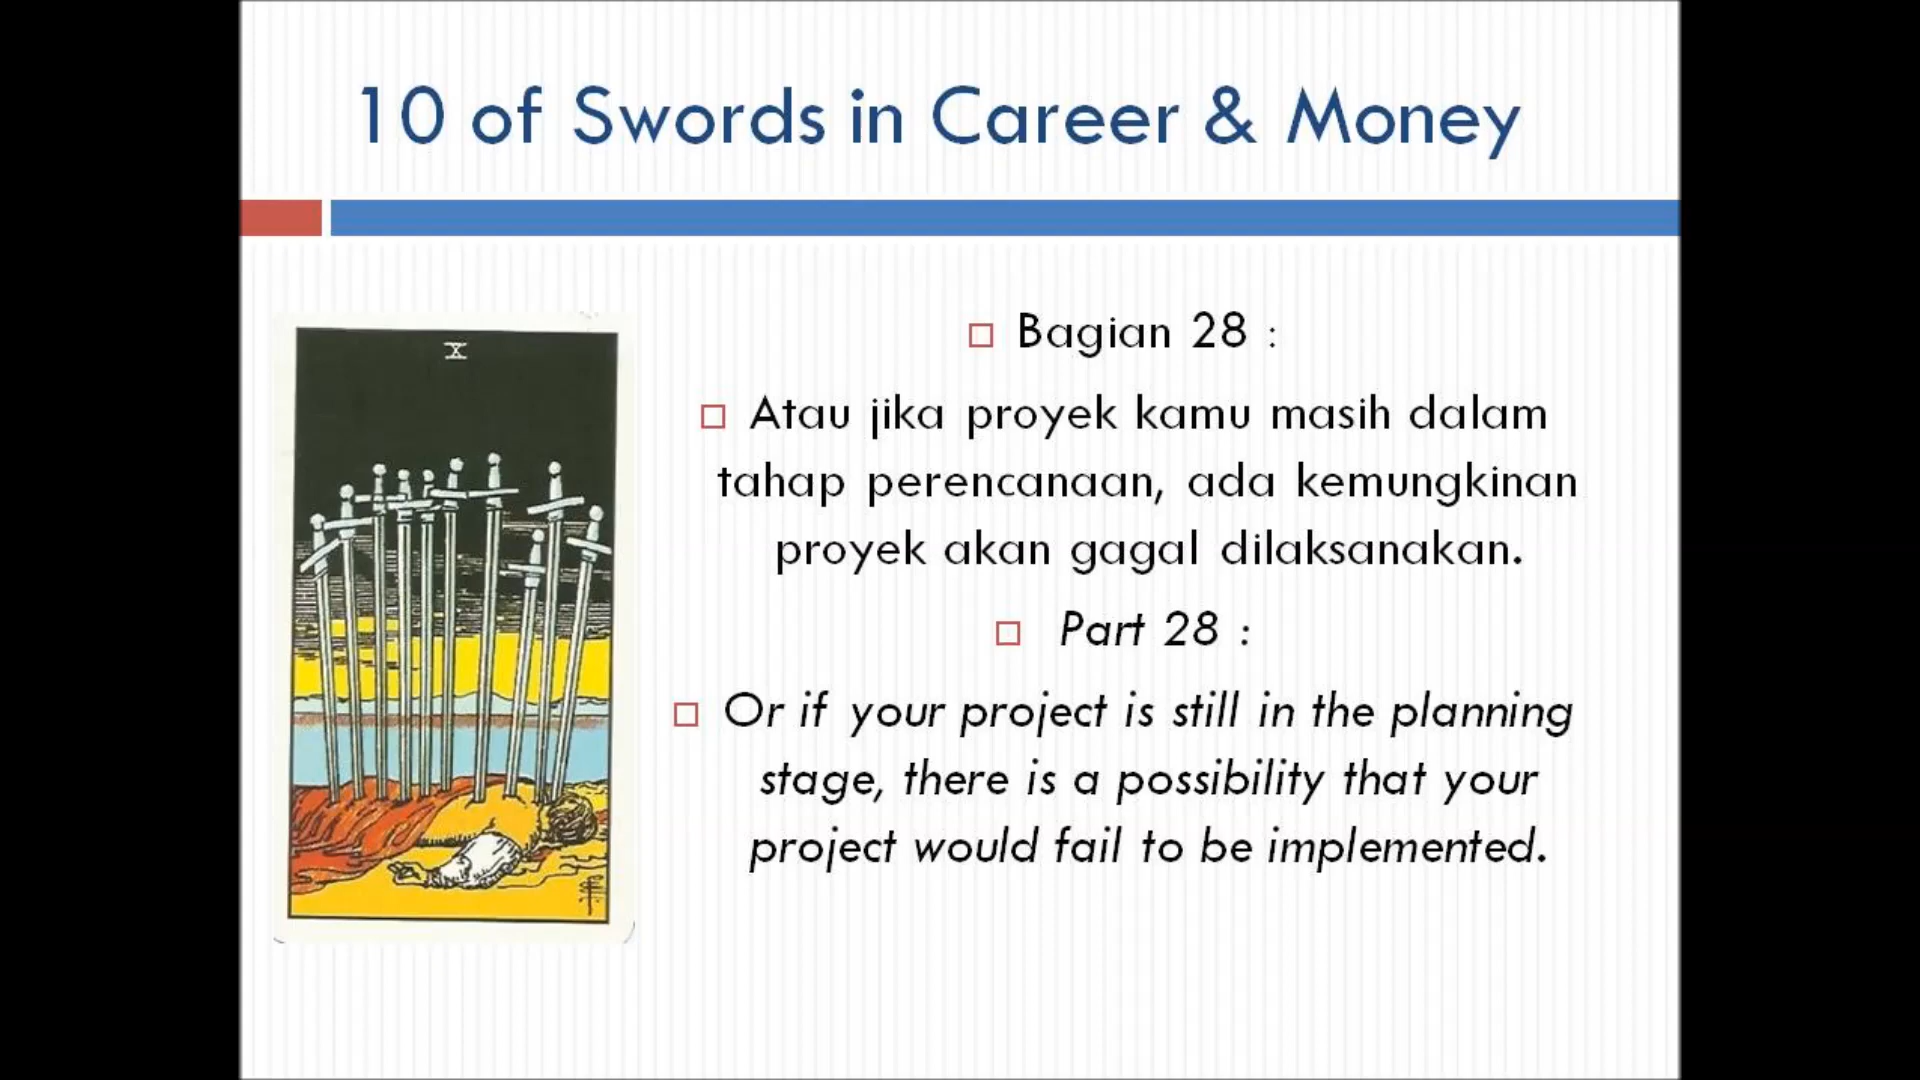 10 of Swords in Career & Money
X
Bagian 28 :
Atau jika proyek kamu masih dalam
tahap perencanaan, ada kemungkinan
proyek akan gagal dilaksanakan.
Part 28 :
Or if your project is still in the planning
stage, there is a possibility that your
project would fail to be implemented.